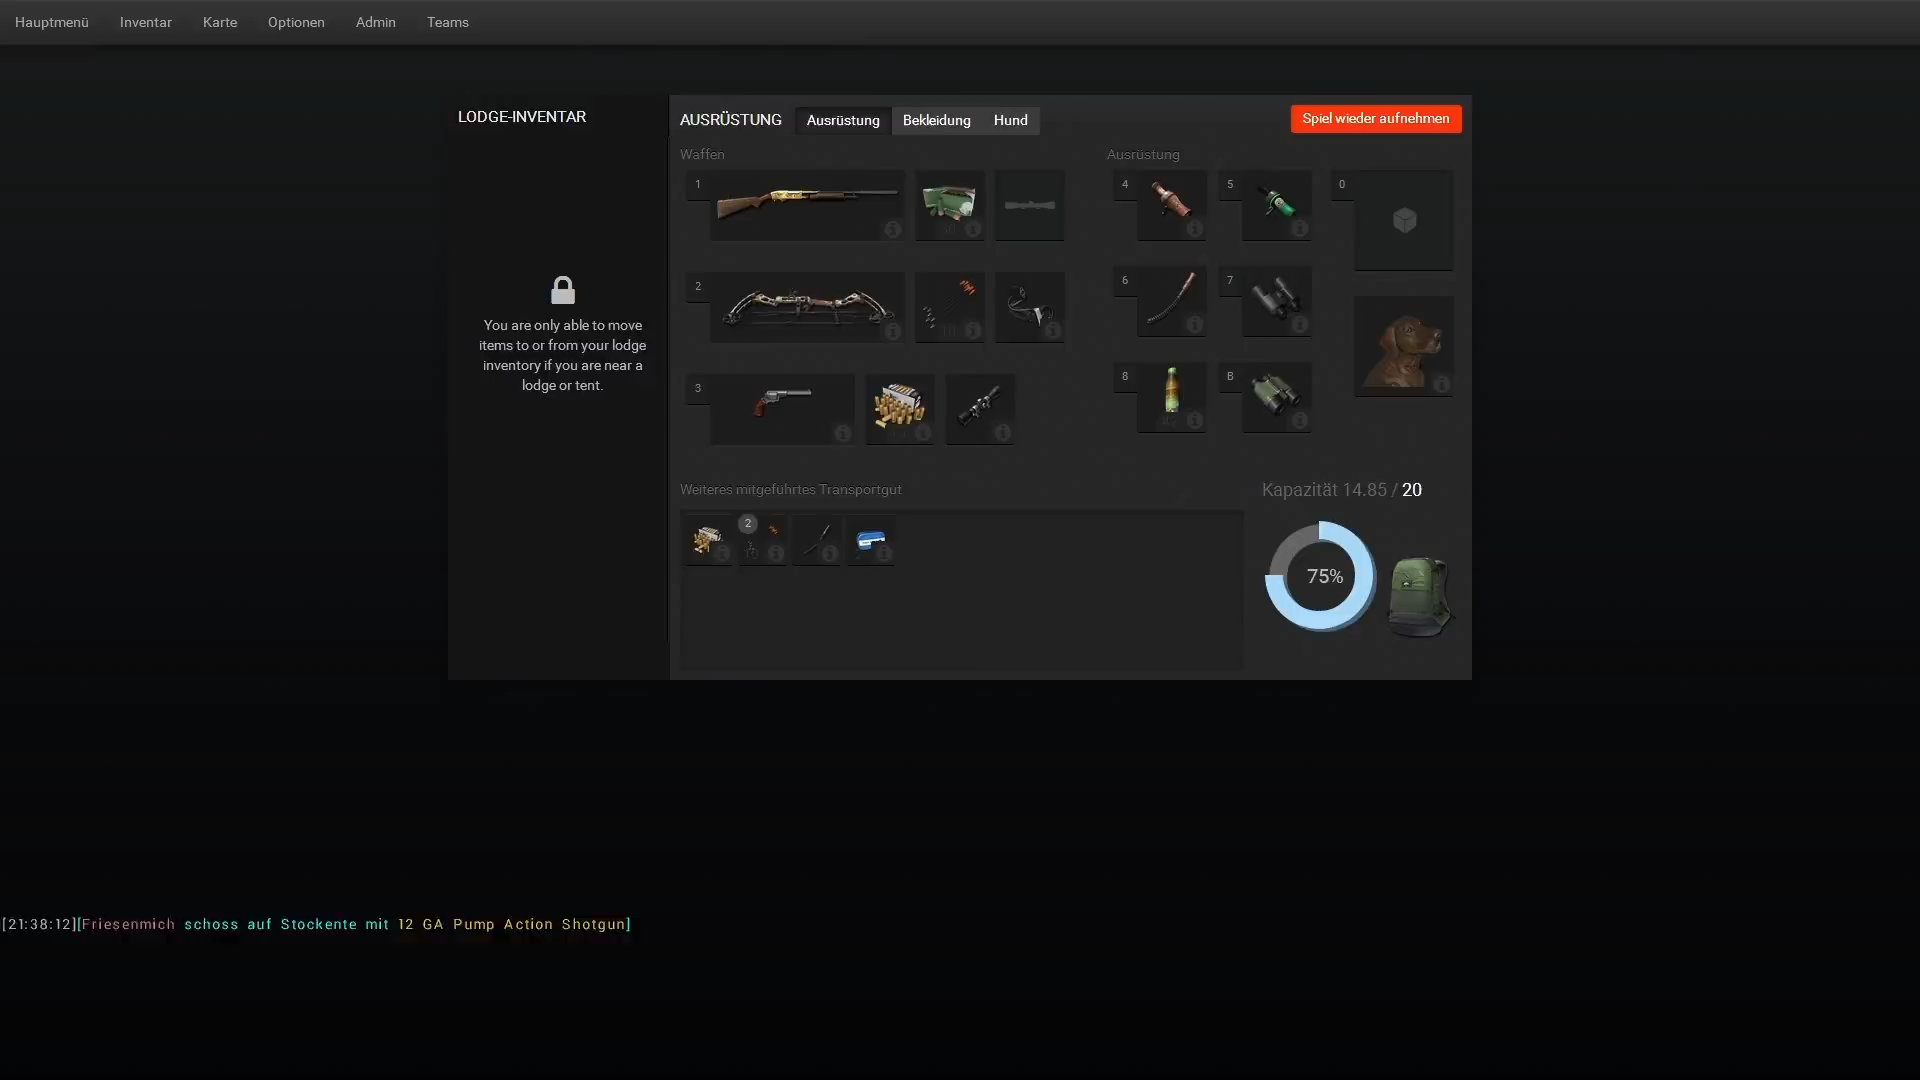 Hauptmenü Inventar Karte Optionen Admin Teams
LODGE-INVENTAR
You are only able to move
items to or from your lodge
inventory if you are near a
lodge or tent.
AUSRÜSTUNG Ausrüstung Bekleidung Hund
Spiel wieder aufnehmen
Waffen
1
2
3
Ausrüstung
4 5 0
6 7
8 B
Weiteres mitgeführtes Transportgut
2
Kapazität 14.85 / 20
75%
[21:38:12][Friesenmich schoss auf Stockente mit 12 GA Pump Action Shotgun]